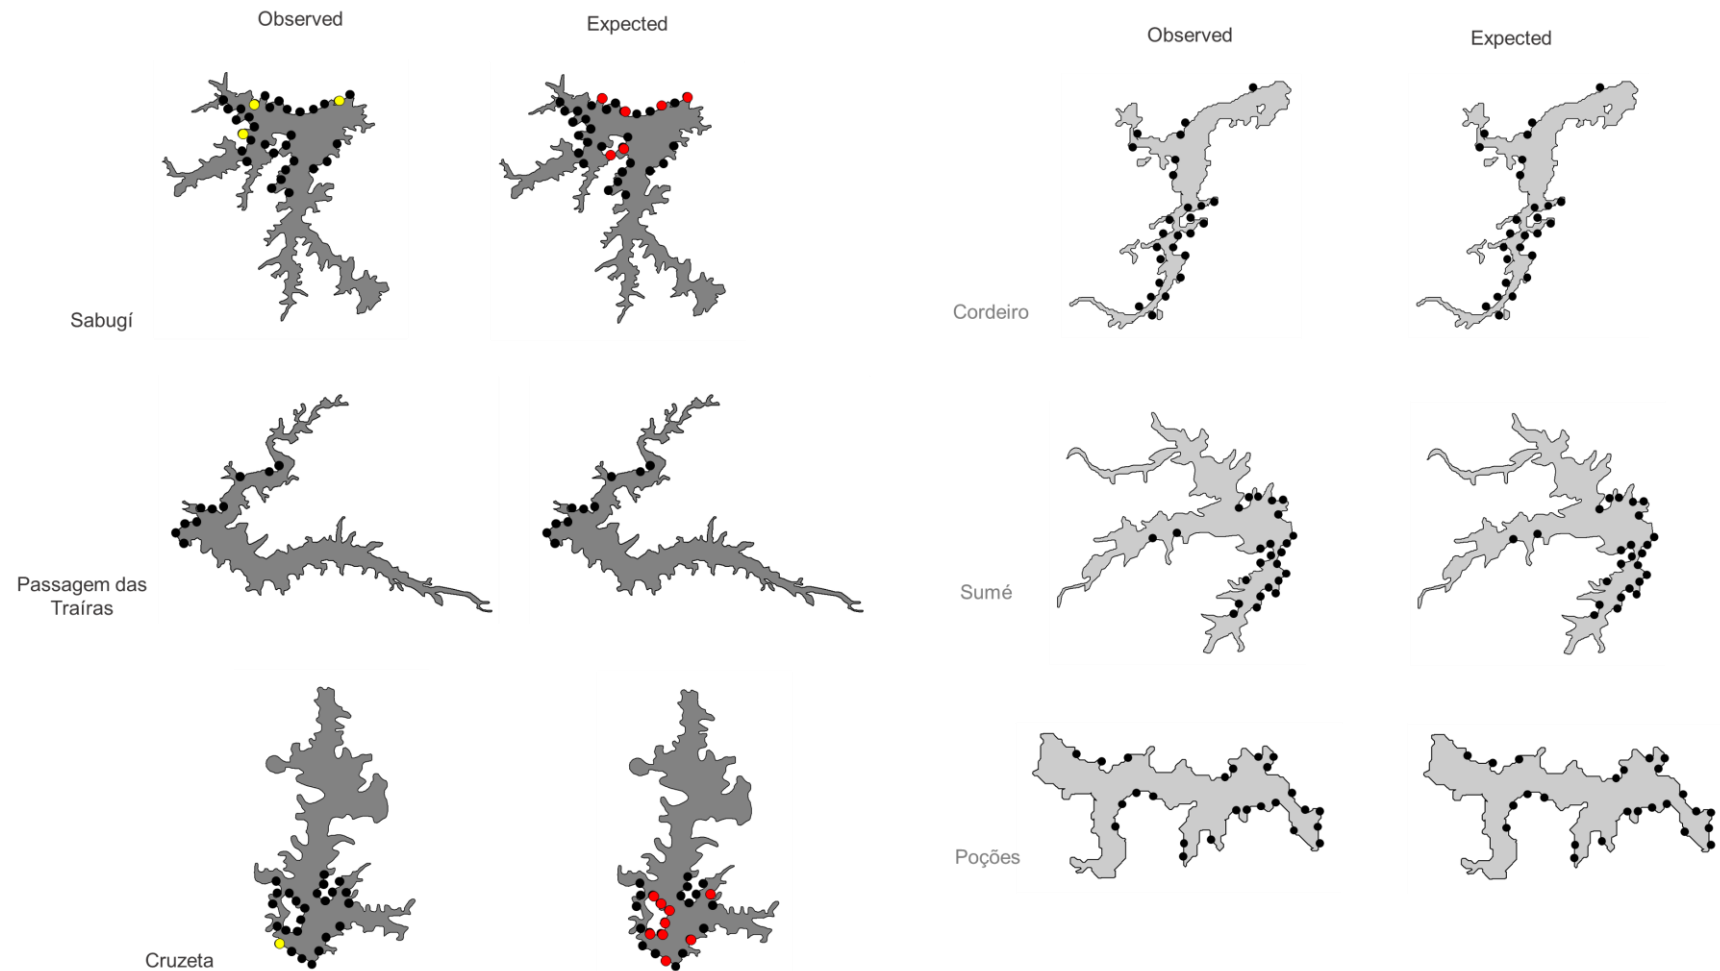 Observed
Expected
Observed
Expected
Sabugí
Cordeiro
Passagem das
Traíras
Sumé
Cruzeta
Poções